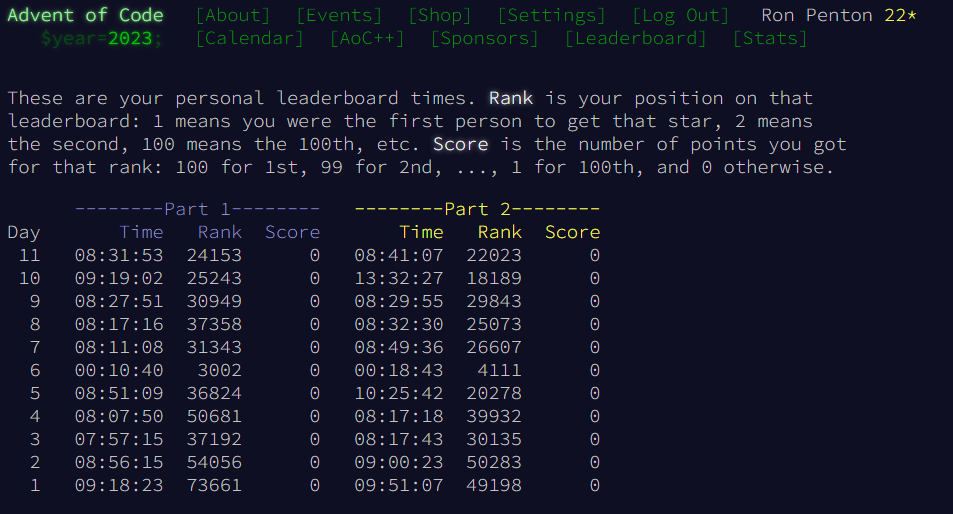 Advent of Code [About] [Events] [Shop] [Settings] [Log Out] Ron Penton 22*
$year=2023; [Calendar] [AoC++] [Sponsors] [Leaderboard] [Stats]
These are your personal leaderboard times. Rank is your position on that
leaderboard: 1 means you were the first person to get that star, 2 means
the second, 100 means the 100th, etc. Score is the number of points you got
for that rank: 100 for 1st, 99 for 2nd, ..., 1 for 100th, and 0 otherwise.
--------Part 1-------- --------Part 2--------
Day Time Rank Score Time Rank Score
11 08:31:53 24153 0 08:41:07 22023 0
10 09:19:02 25243 0 13:32:27 18189 0
9 08:27:51 30949 0 08:29:55 29843 0
8 08:17:16 37358 0 08:32:30 25073 0
7 08:11:08 31343 0 08:49:36 26607 0
6 00:10:40 3002 0 00:18:43 4111 0
5 08:51:09 36824 0 10:25:42 20278 0
4 08:07:50 50681 0 08:17:18 39932 0
3 07:57:15 37192 0 08:17:43 30135 0
2 08:56:15 54056 0 09:00:23 50283 0
1 09:18:23 73661 0 09:51:07 49198 0